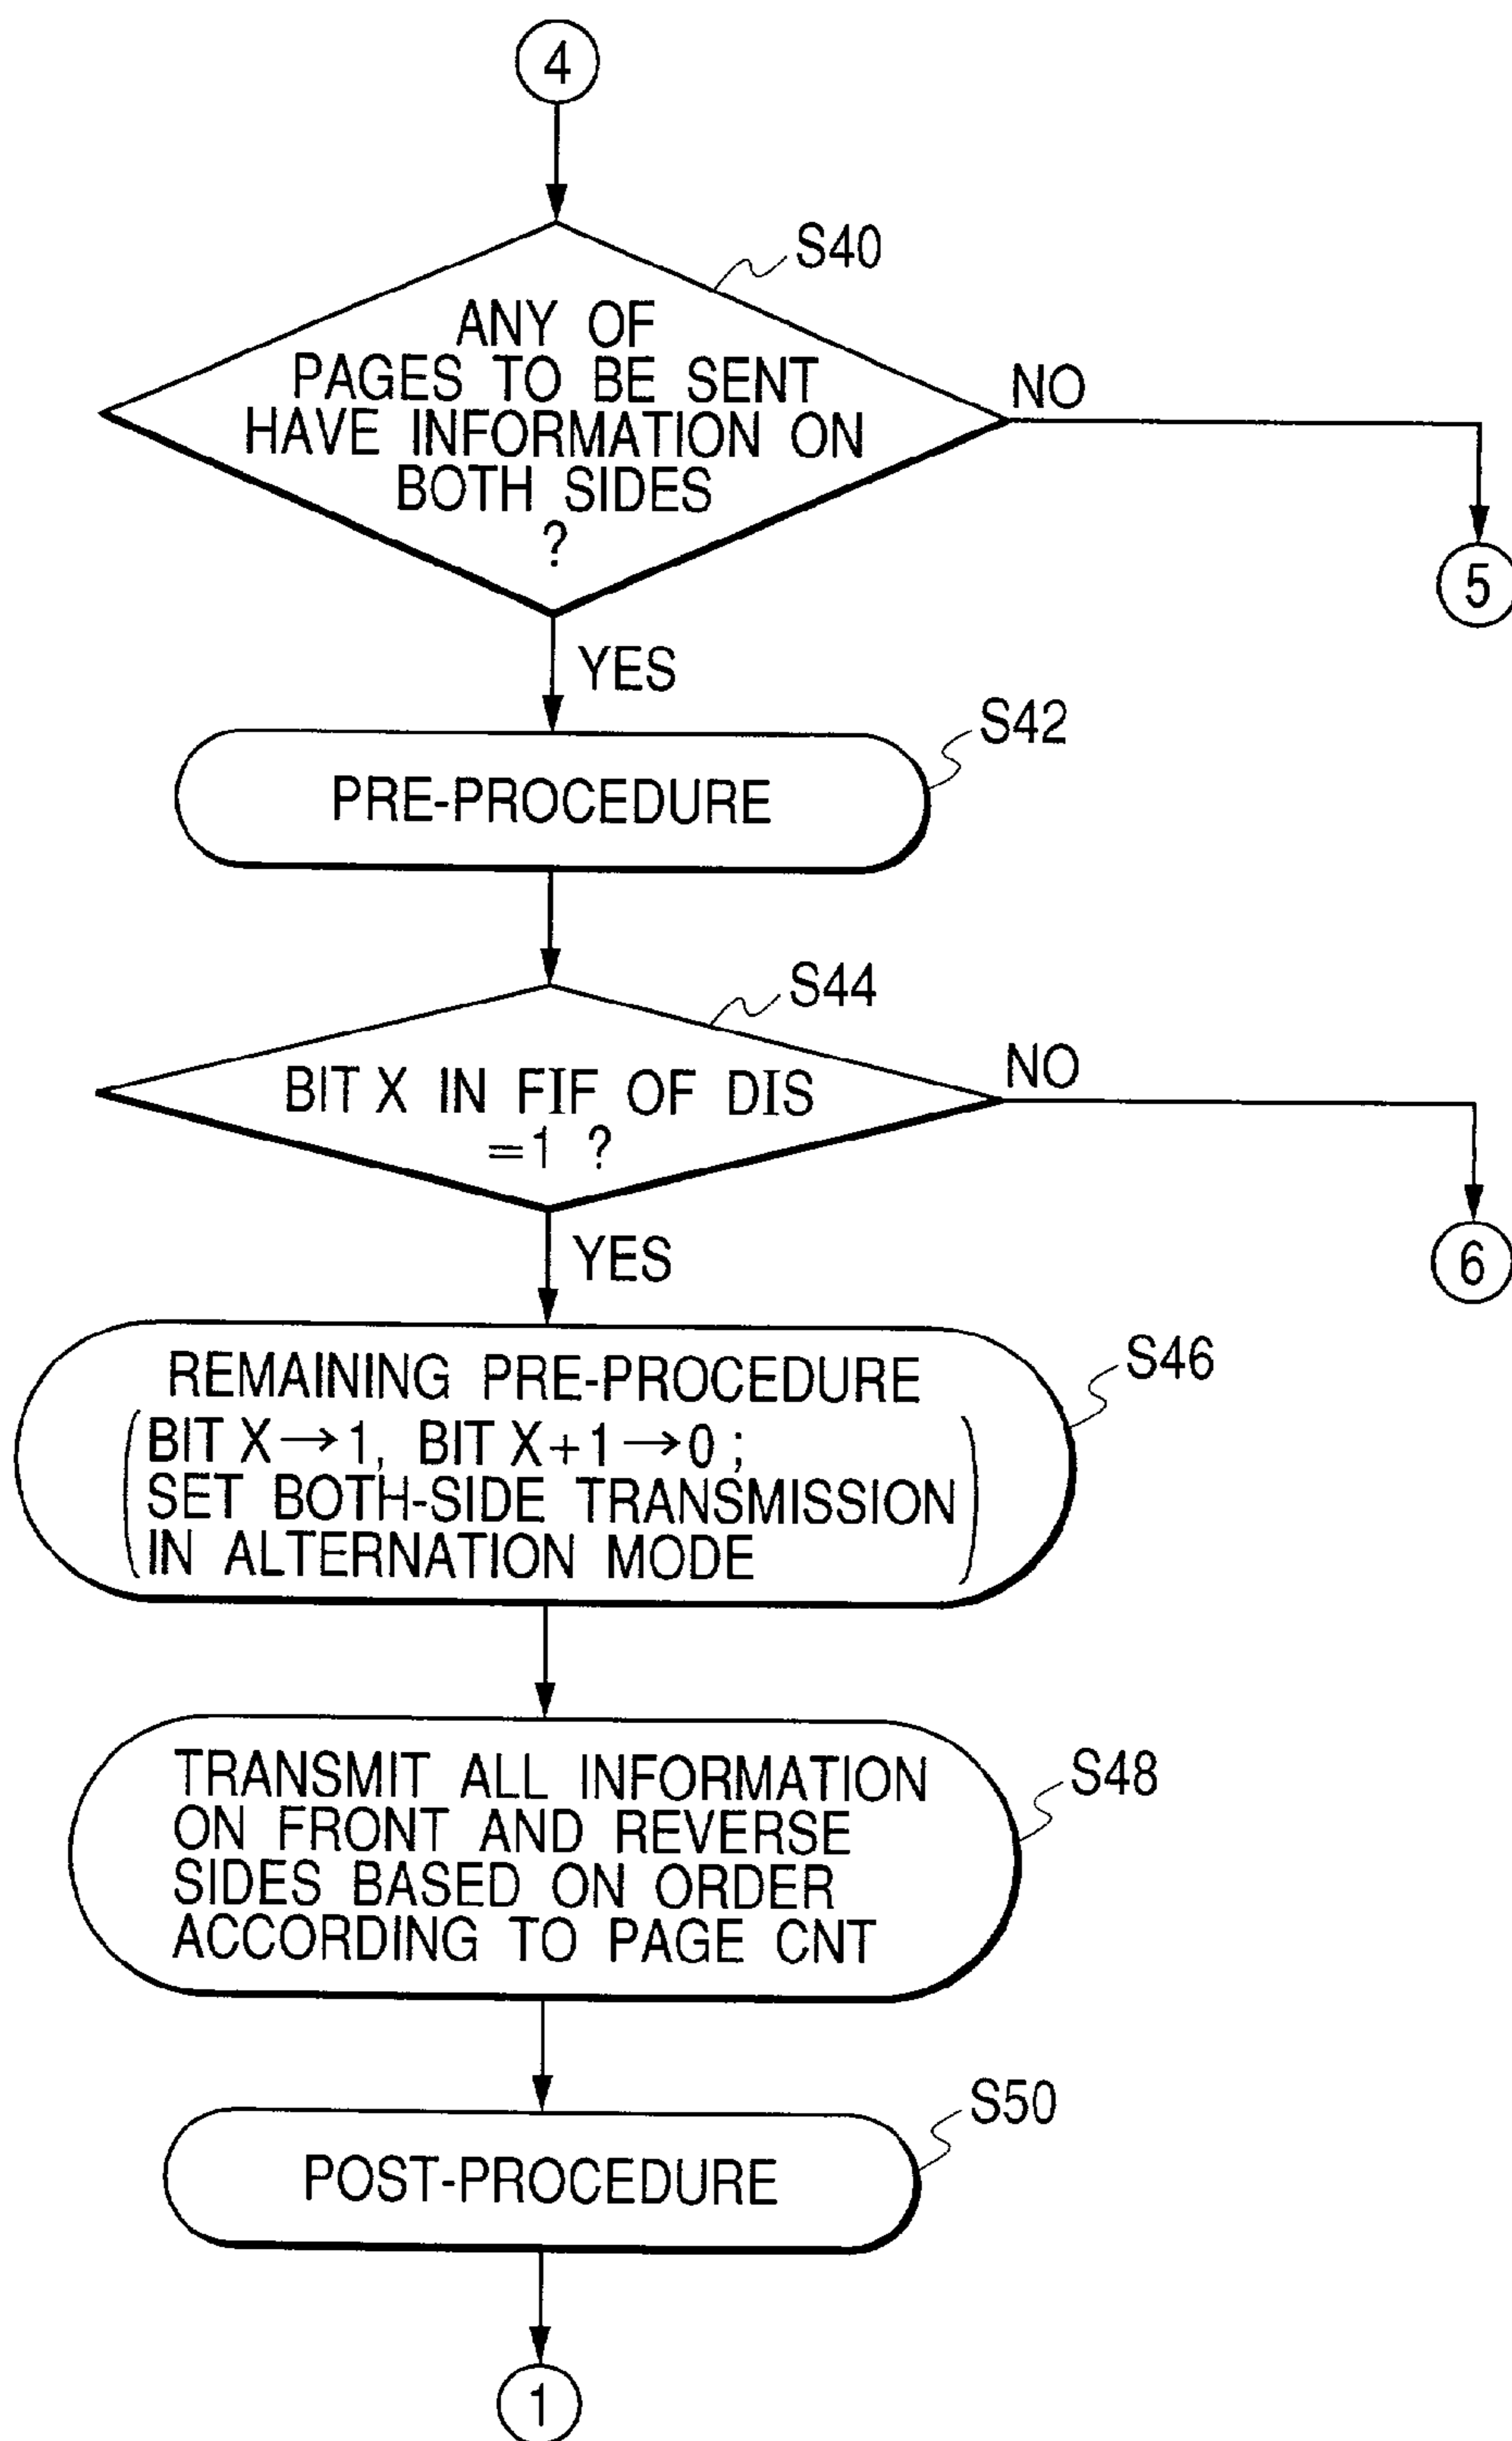 4
S40
ANY OF
PAGES TO BE SENT
HAVE INFORMATION ON
BOTH SIDES
?
NO
5
YES
S42
PRE-PROCEDURE
S44
BIT X IN FIF OF DIS
=1 ?
NO
6
YES
S46
REMAINING PRE-PROCEDURE
BIT X→1, BIT X+1→0 ;
SET BOTH-SIDE TRANSMISSION
IN ALTERNATION MODE
S48
TRANSMIT ALL INFORMATION
ON FRONT AND REVERSE
SIDES BASED ON ORDER
ACCORDING TO PAGE CNT
S50
POST-PROCEDURE
1